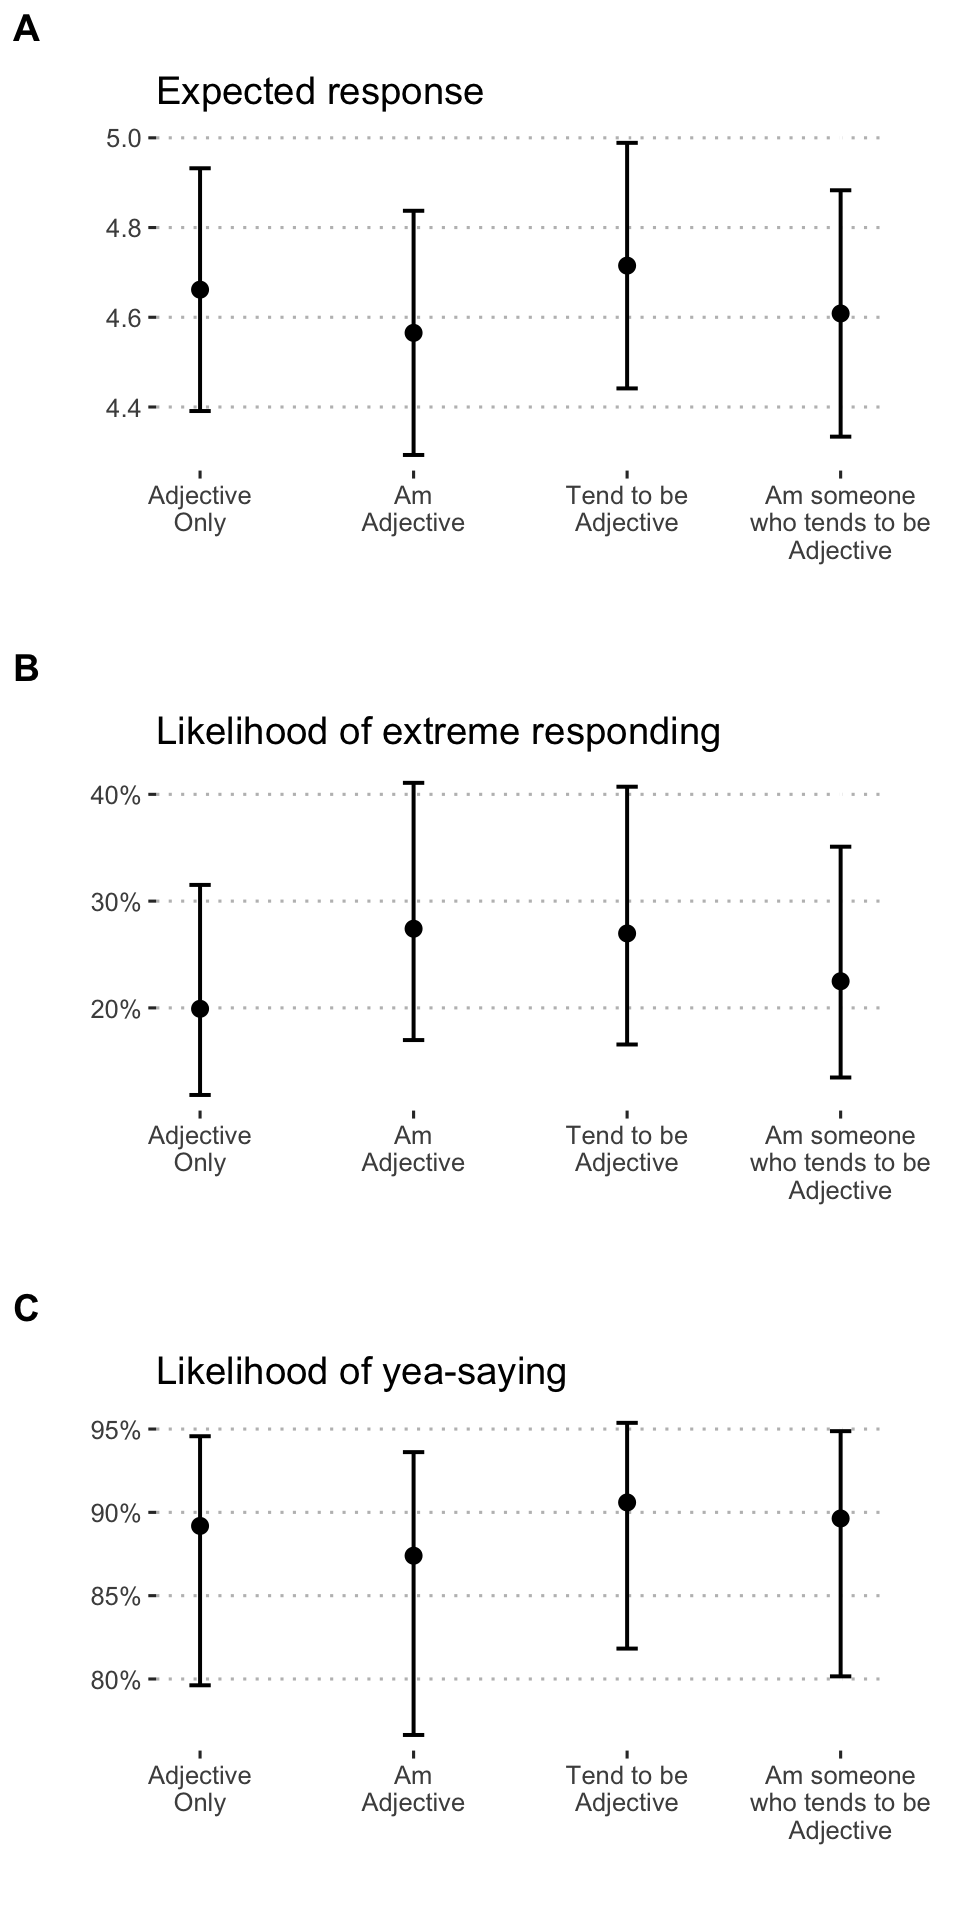 A
Expected response
5.0
4.8
4.6
4.4
Adjective Only
Am Adjective
Tend to be Adjective
Am someone who tends to be Adjective
B
Likelihood of extreme responding
40%
30%
20%
Adjective Only
Am Adjective
Tend to be Adjective
Am someone who tends to be Adjective
C
Likelihood of yea-saying
95%
90%
85%
80%
Adjective Only
Am Adjective
Tend to be Adjective
Am someone who tends to be Adjective